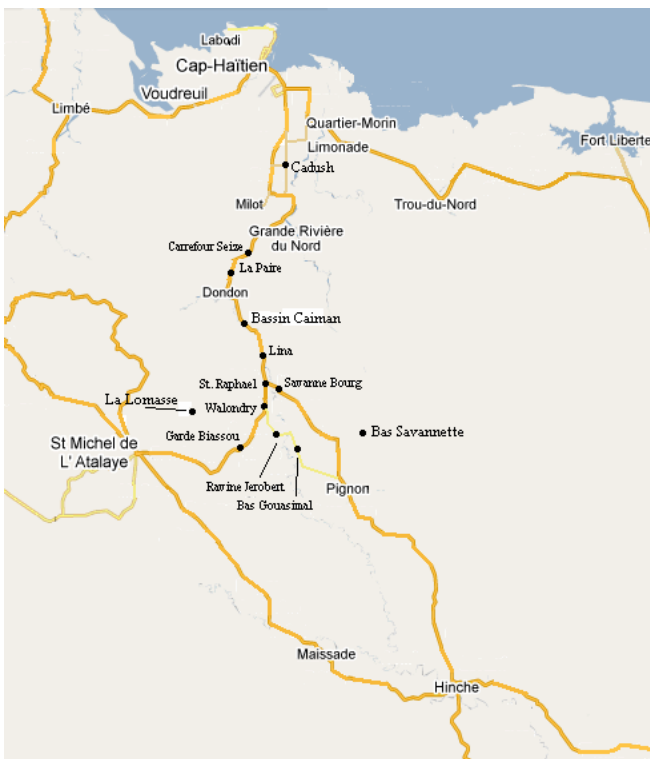 Labadi
Cap-Haïtien
Voudreuil
Limbé
Quartier-Morin
Fort Liberte
Limonade
Cadush
Milot
Trou-du-Nord
Grande Rivière
du Nord
Carrefour Seize
La Paire
Dondon
Bassin Caiman
Lina
St. Raphael
Savanne Bourg
La Lomasse
Walondry
Bas Savannette
Garde Biassou
St Michel de
L' Atalaye
Ravine Jerobert
Pignon
Bas Gouasimal
Maissade
Hinche